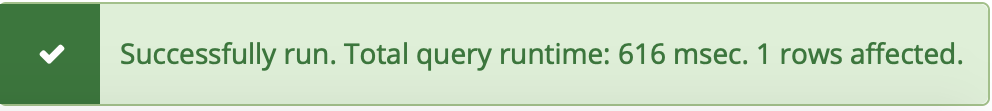 Successfully run. Total query runtime: 616 msec. 1 rows affected.